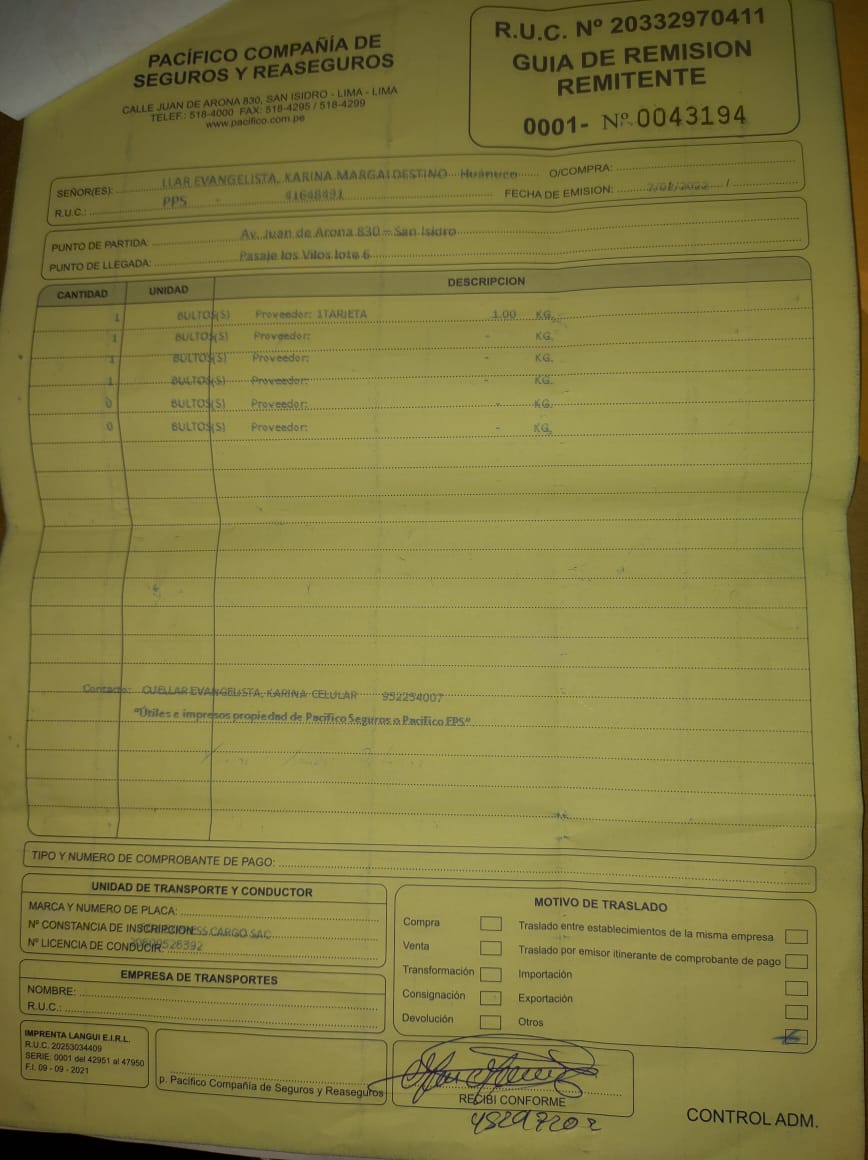 PACÍFICO COMPAÑÍA DE
SEGUROS Y REASEGUROS
CALLE JUAN DE ARONA 830, SAN ISIDRO - LIMA - LIMA
TELEF.: 518-4000 FAX: 518-4295 / 518-4299
www.pacifico.com.pe
R.U.C. Nº 20332970411
GUIA DE REMISION
REMITENTE
0001- Nº 0043194
SEÑOR(ES): LLAR EVANGELISTA, KARINA MARGAI DESTINO Huánuco O/COMPRA:
R.U.C.: PPS - 41648491 FECHA DE EMISION: /2022 /
PUNTO DE PARTIDA: Av. Juan de Arona 830 - San Isidro
PUNTO DE LLEGADA: Pasaje los Vilos lote 6
CANTIDAD UNIDAD DESCRIPCION
1 BULTOS(S) Proveedor: 1TARJETA 1.00 KG.
1 BULTOS(S) Proveedor: - KG.
1 BULTOS(S) Proveedor: - KG.
1 BULTOS(S) Proveedor: - KG.
0 BULTOS(S) Proveedor: - KG.
0 BULTOS(S) Proveedor: - KG.
Contacto: CUELLAR EVANGELISTA, KARINA CELULAR 952254007
"Útiles e impresos propiedad de Pacífico Seguros o Pacífico EPS"
TIPO Y NUMERO DE COMPROBANTE DE PAGO:
UNIDAD DE TRANSPORTE Y CONDUCTOR
MARCA Y NUMERO DE PLACA:
Nº CONSTANCIA DE INSCRIPCION: CARGO SAC
Nº LICENCIA DE CONDUCIR:
EMPRESA DE TRANSPORTES
NOMBRE:
R.U.C.:
MOTIVO DE TRASLADO
Compra
Venta
Transformación
Consignación
Devolución
Traslado entre establecimientos de la misma empresa
Traslado por emisor itinerante de comprobante de pago
Importación
Exportación
Otros
IMPRENTA LANGUI E.I.R.L.
R.U.C. 20253034409
SERIE: 0001 del 42951 al 47950
F.I. 09 - 09 - 2021
p. Pacífico Compañía de Seguros y Reaseguros
RECIBI CONFORME
45297202
CONTROL ADM.